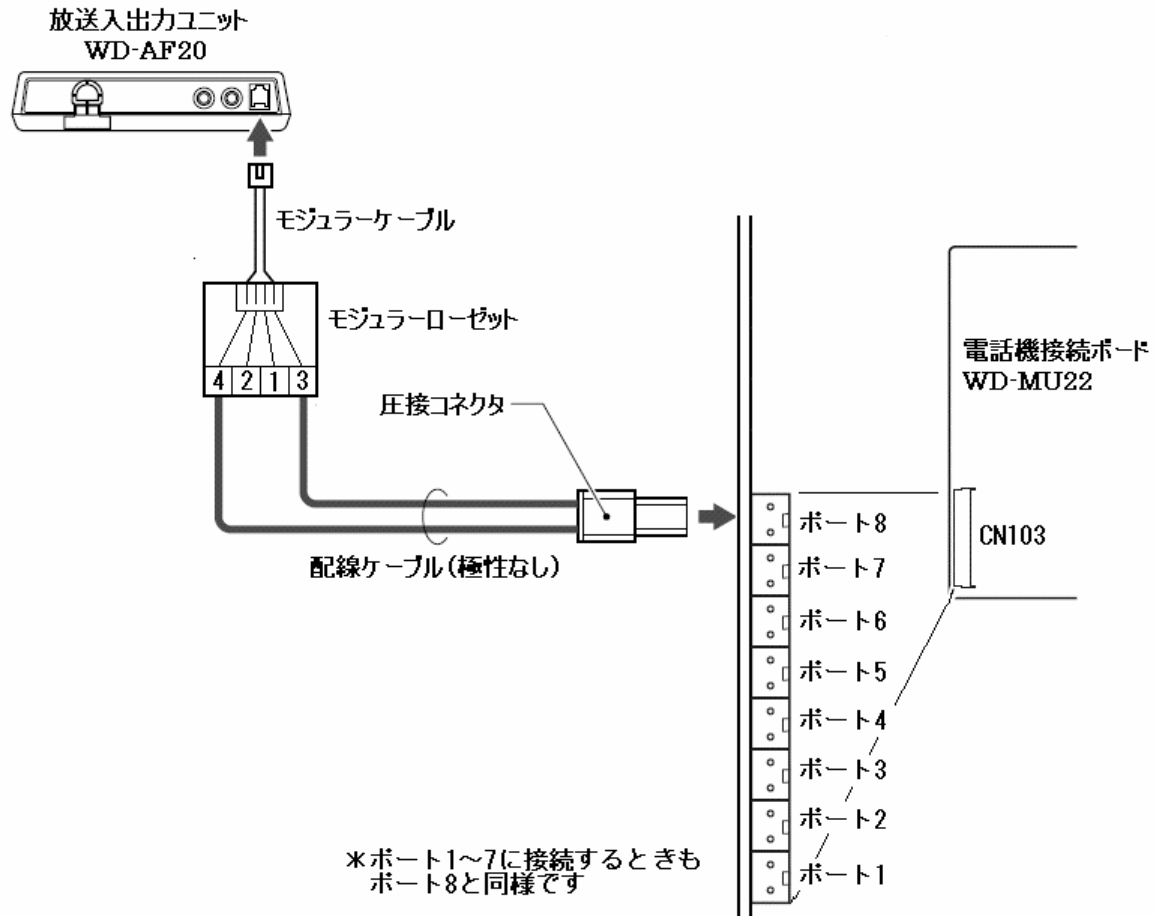 放送入出力ユニット
WD-AF20
モジュラーケーブル
モジュラーローゼット
4 2 1 3
圧接コネクタ
配線ケーブル(極性なし)
電話機接続ボード
WD-MU22
CN103
ポート8
ポート7
ポート6
ポート5
ポート4
ポート3
ポート2
ポート1
*ポート1~7に接続するときも
ポート8と同様です